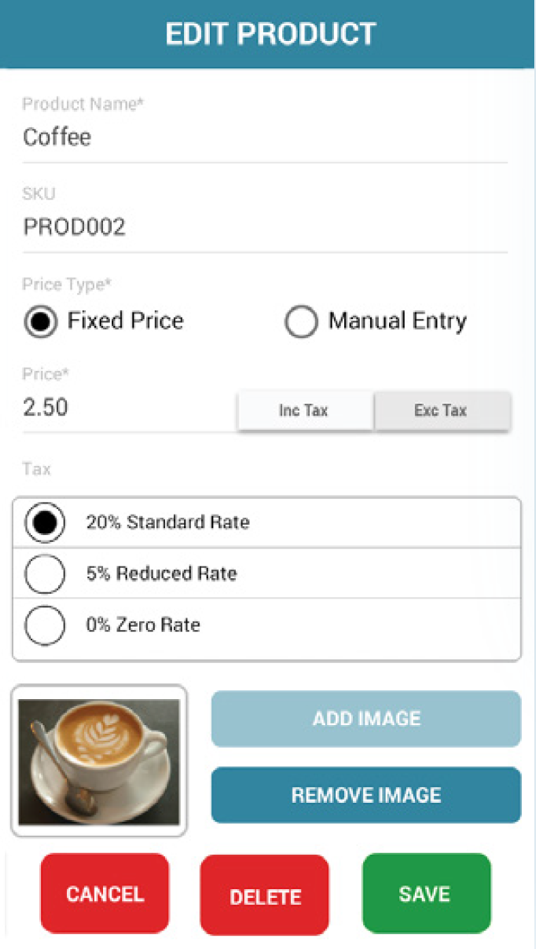 EDIT PRODUCT
Product Name*
Coffee
SKU
PROD002
Price Type*
Fixed Price Manual Entry
Price*
2.50 Inc Tax Exc Tax
Tax
20% Standard Rate
5% Reduced Rate
0% Zero Rate
ADD IMAGE
REMOVE IMAGE
CANCEL DELETE SAVE